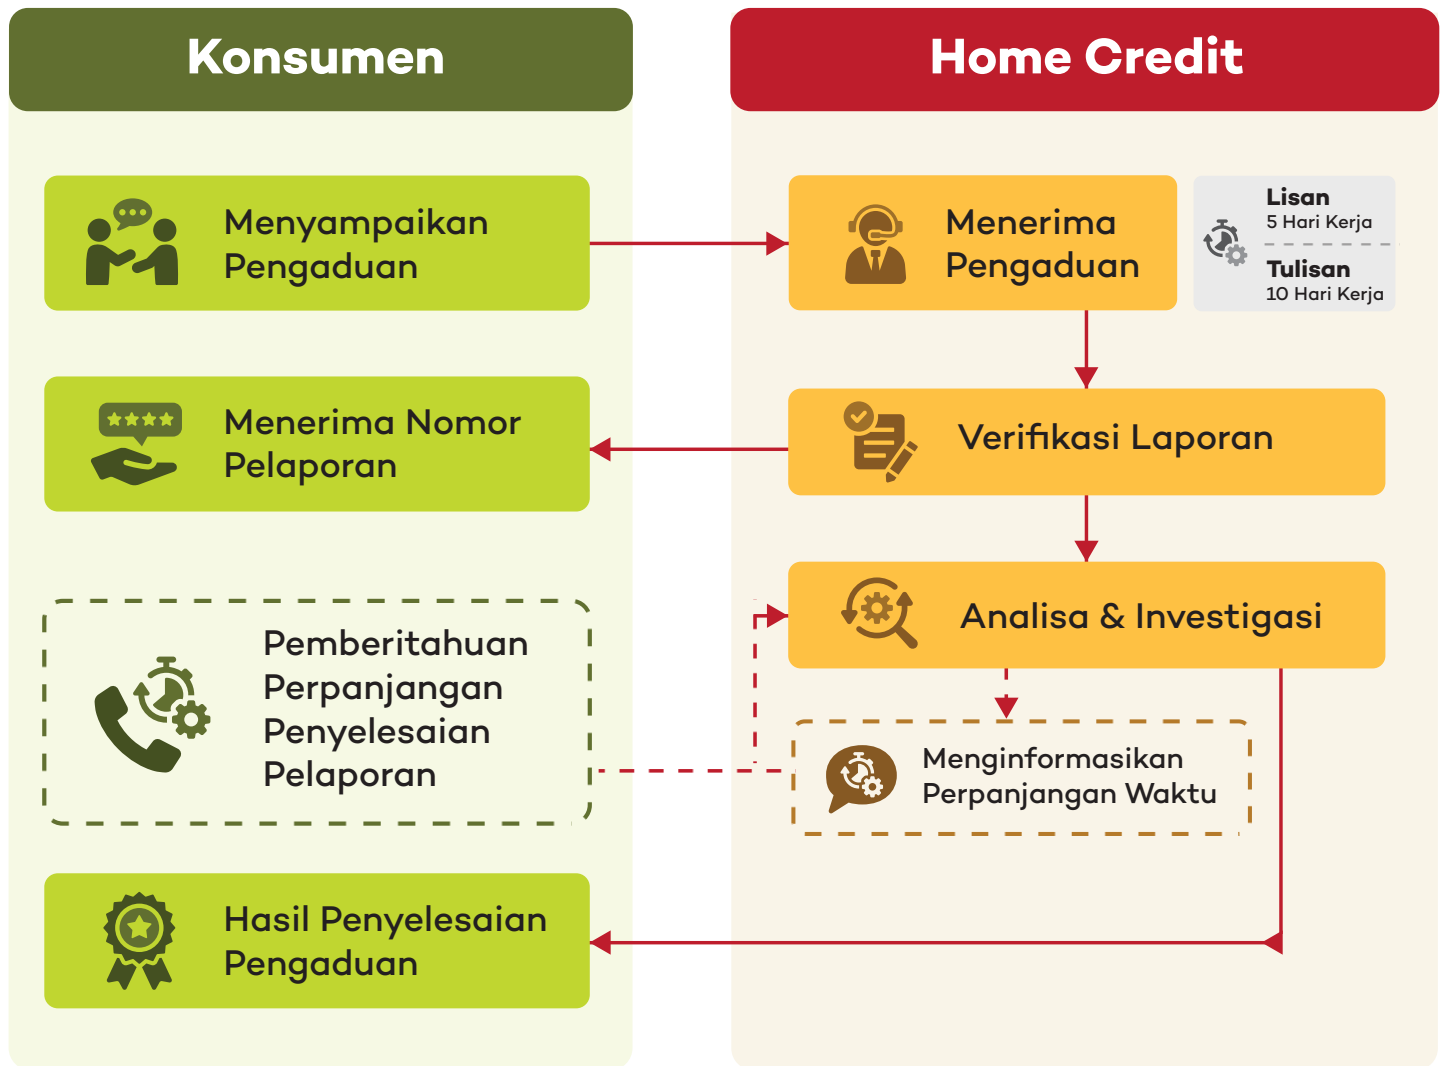 Konsumen
Home Credit
Menyampaikan
Pengaduan
Menerima
Pengaduan
Lisan
5 Hari Kerja
Tulisan
10 Hari Kerja
Menerima Nomor
Pelaporan
Verifikasi Laporan
Analisa & Investigasi
Pemberitahuan
Perpanjangan
Penyelesaian
Pelaporan
Menginformasikan
Perpanjangan Waktu
Hasil Penyelesaian
Pengaduan